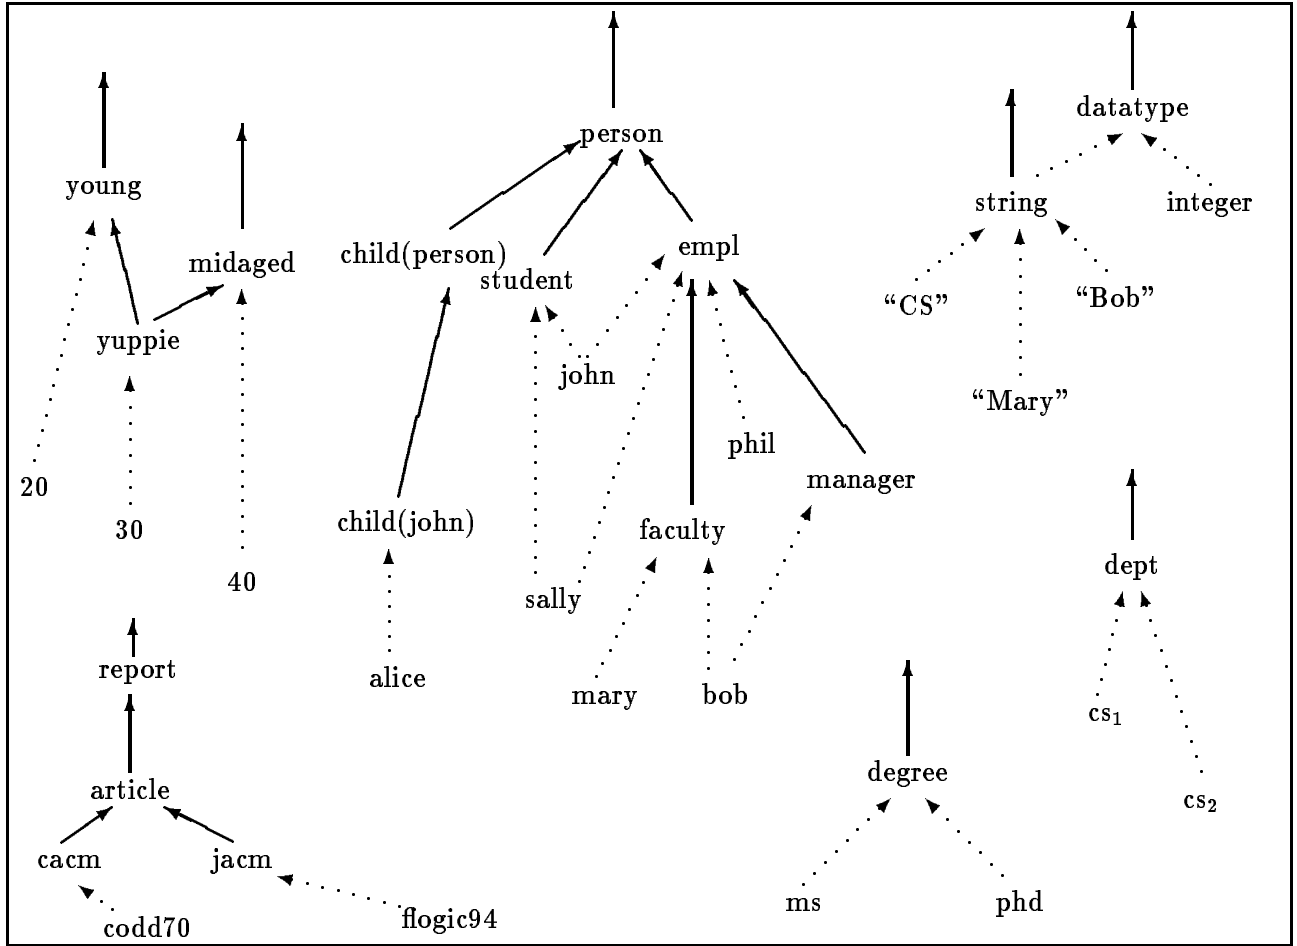 person
datatype
young
string
integer
empl
child(person)
midaged
student
"CS"
"Bob"
yuppie
john
"Mary"
phil
manager
20
child(john)
30
faculty
dept
40
sally
report
alice
mary
bob
cs₁
degree
article
cs₂
cacm
jacm
ms
phd
flogic94
codd70